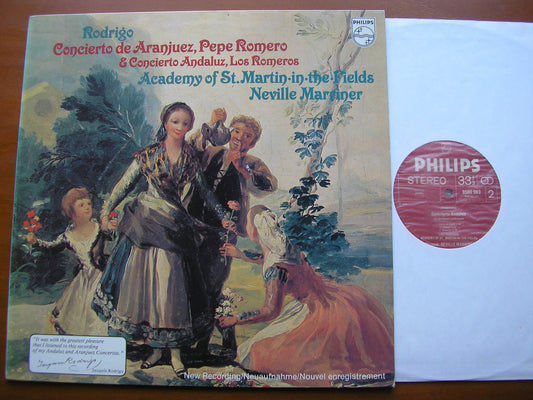 Rodrigo
PHILIPS
Concierto de Aranjuez, Pepe Romero
& Concierto Andaluz, Los Romeros
Academy of St. Martin-in-the-Fields
Neville Marriner
"It was with the greatest pleasure
that I listened to this recording
of my Andaluz and Aranjuez Concertos."
Joaquín Rodrigo
New Recording/Neuaufnahme/Nouvel enregistrement
PHILIPS
STEREO 33⅓
2
Concierto Andaluz